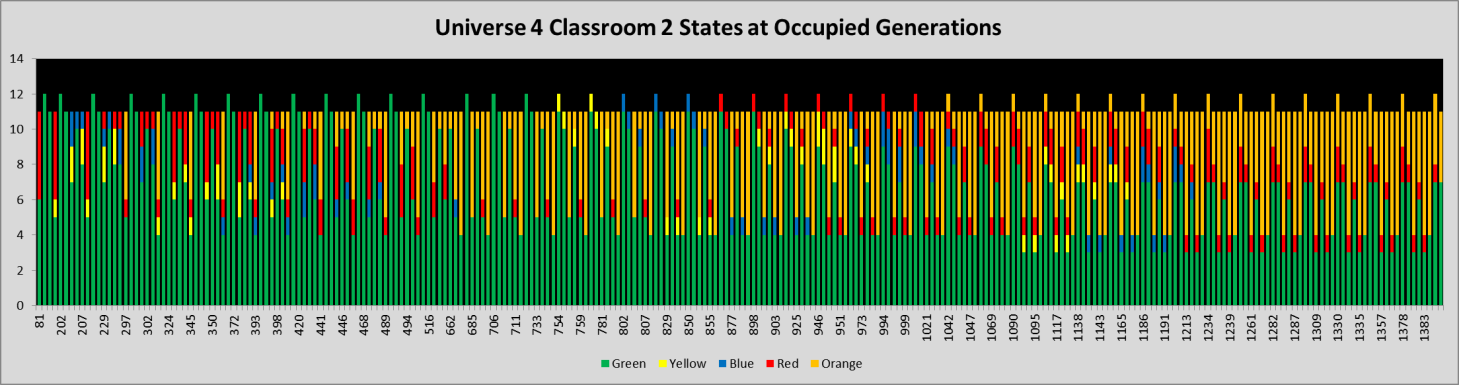 Universe 4 Classroom 2 States at Occupied Generations
14
12
10
8
6
4
2
0
81 202 207 229 297 302 324 345 350 372 393 398 420 441 446 468 489 494 516 662 685 706 711 733 754 781 802 807 829 850 855 877 898 903 925 946 951 973 994 999 1021 1042 1047 1069 1090 1095 1117 1138 1143 1165 1186 1191 1213 1234 1239 1261 1282 1287 1309 1330 1335 1357 1378 1383
Green Yellow Blue Red Orange